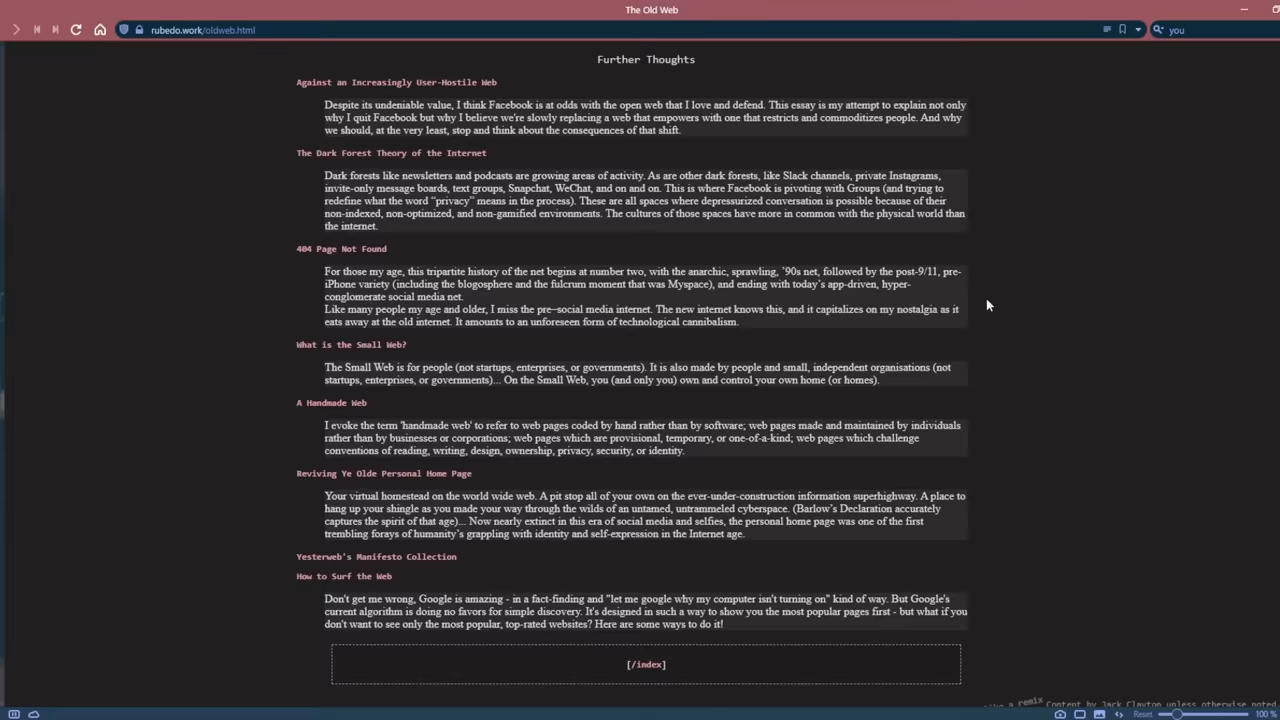 The Old Web
rubedo.work/oldweb.html
you
Further Thoughts
Against an Increasingly User-Hostile Web
Despite its undeniable value, I think Facebook is at odds with the open web that I love and defend. This essay is my attempt to explain not only
why I quit Facebook but why I believe we're slowly replacing a web that empowers with one that restricts and commoditizes people. And why
we should, at the very least, stop and think about the consequences of that shift.
The Dark Forest Theory of the Internet
Dark forests like newsletters and podcasts are growing areas of activity. As are other dark forests, like Slack channels, private Instagrams,
invite-only message boards, text groups, Snapchat, WeChat, and on and on. This is where Facebook is pivoting with Groups (and trying to
redefine what the word “privacy” means in the process). These are all spaces where depressurized conversation is possible because of their
non-indexed, non-optimized, and non-gamified environments. The cultures of those spaces have more in common with the physical world than
the internet.
404 Page Not Found
For those my age, this tripartite history of the net begins at number two, with the anarchic, sprawling, ’90s net, followed by the post-9/11, pre-
iPhone variety (including the blogosphere and the fulcrum moment that was Myspace), and ending with today’s app-driven, hyper-
conglomerate social media net.
Like many people my age and older, I miss the pre–social media internet. The new internet knows this, and it capitalizes on my nostalgia as it
eats away at the old internet. It amounts to an unforeseen form of technological cannibalism.
What is the Small Web?
The Small Web is for people (not startups, enterprises, or governments). It is also made by people and small, independent organisations (not
startups, enterprises, or governments)... On the Small Web, you (and only you) own and control your own home (or homes).
A Handmade Web
I evoke the term 'handmade web' to refer to web pages coded by hand rather than by software; web pages made and maintained by individuals
rather than by businesses or corporations; web pages which are provisional, temporary, or one-of-a-kind; web pages which challenge
conventions of reading, writing, design, ownership, privacy, security, or identity.
Reviving Ye Olde Personal Home Page
Your virtual homestead on the world wide web. A pit stop all of your own on the ever-under-construction information superhighway. A place to
hang up your shingle as you made your way through the wilds of an untamed, untrammeled cyberspace. (Barlow’s Declaration accurately
captures the spirit of that age)... Now nearly extinct in this era of social media and selfies, the personal home page was one of the first
trembling forays of humanity’s grappling with identity and self-expression in the Internet age.
Yesterweb's Manifesto Collection
How to Surf the Web
Don't get me wrong, Google is amazing - in a fact-finding and "let me google why my computer isn't turning on" kind of way. But Google's
current algorithm is doing no favors for simple discovery. It's designed in such a way to show you the most popular pages first - but what if you
don't want to see only the most popular, top-rated websites? Here are some ways to do it!
[/index]
a remix Content by Jack Clayton unless otherwise noted
Reset 100 %